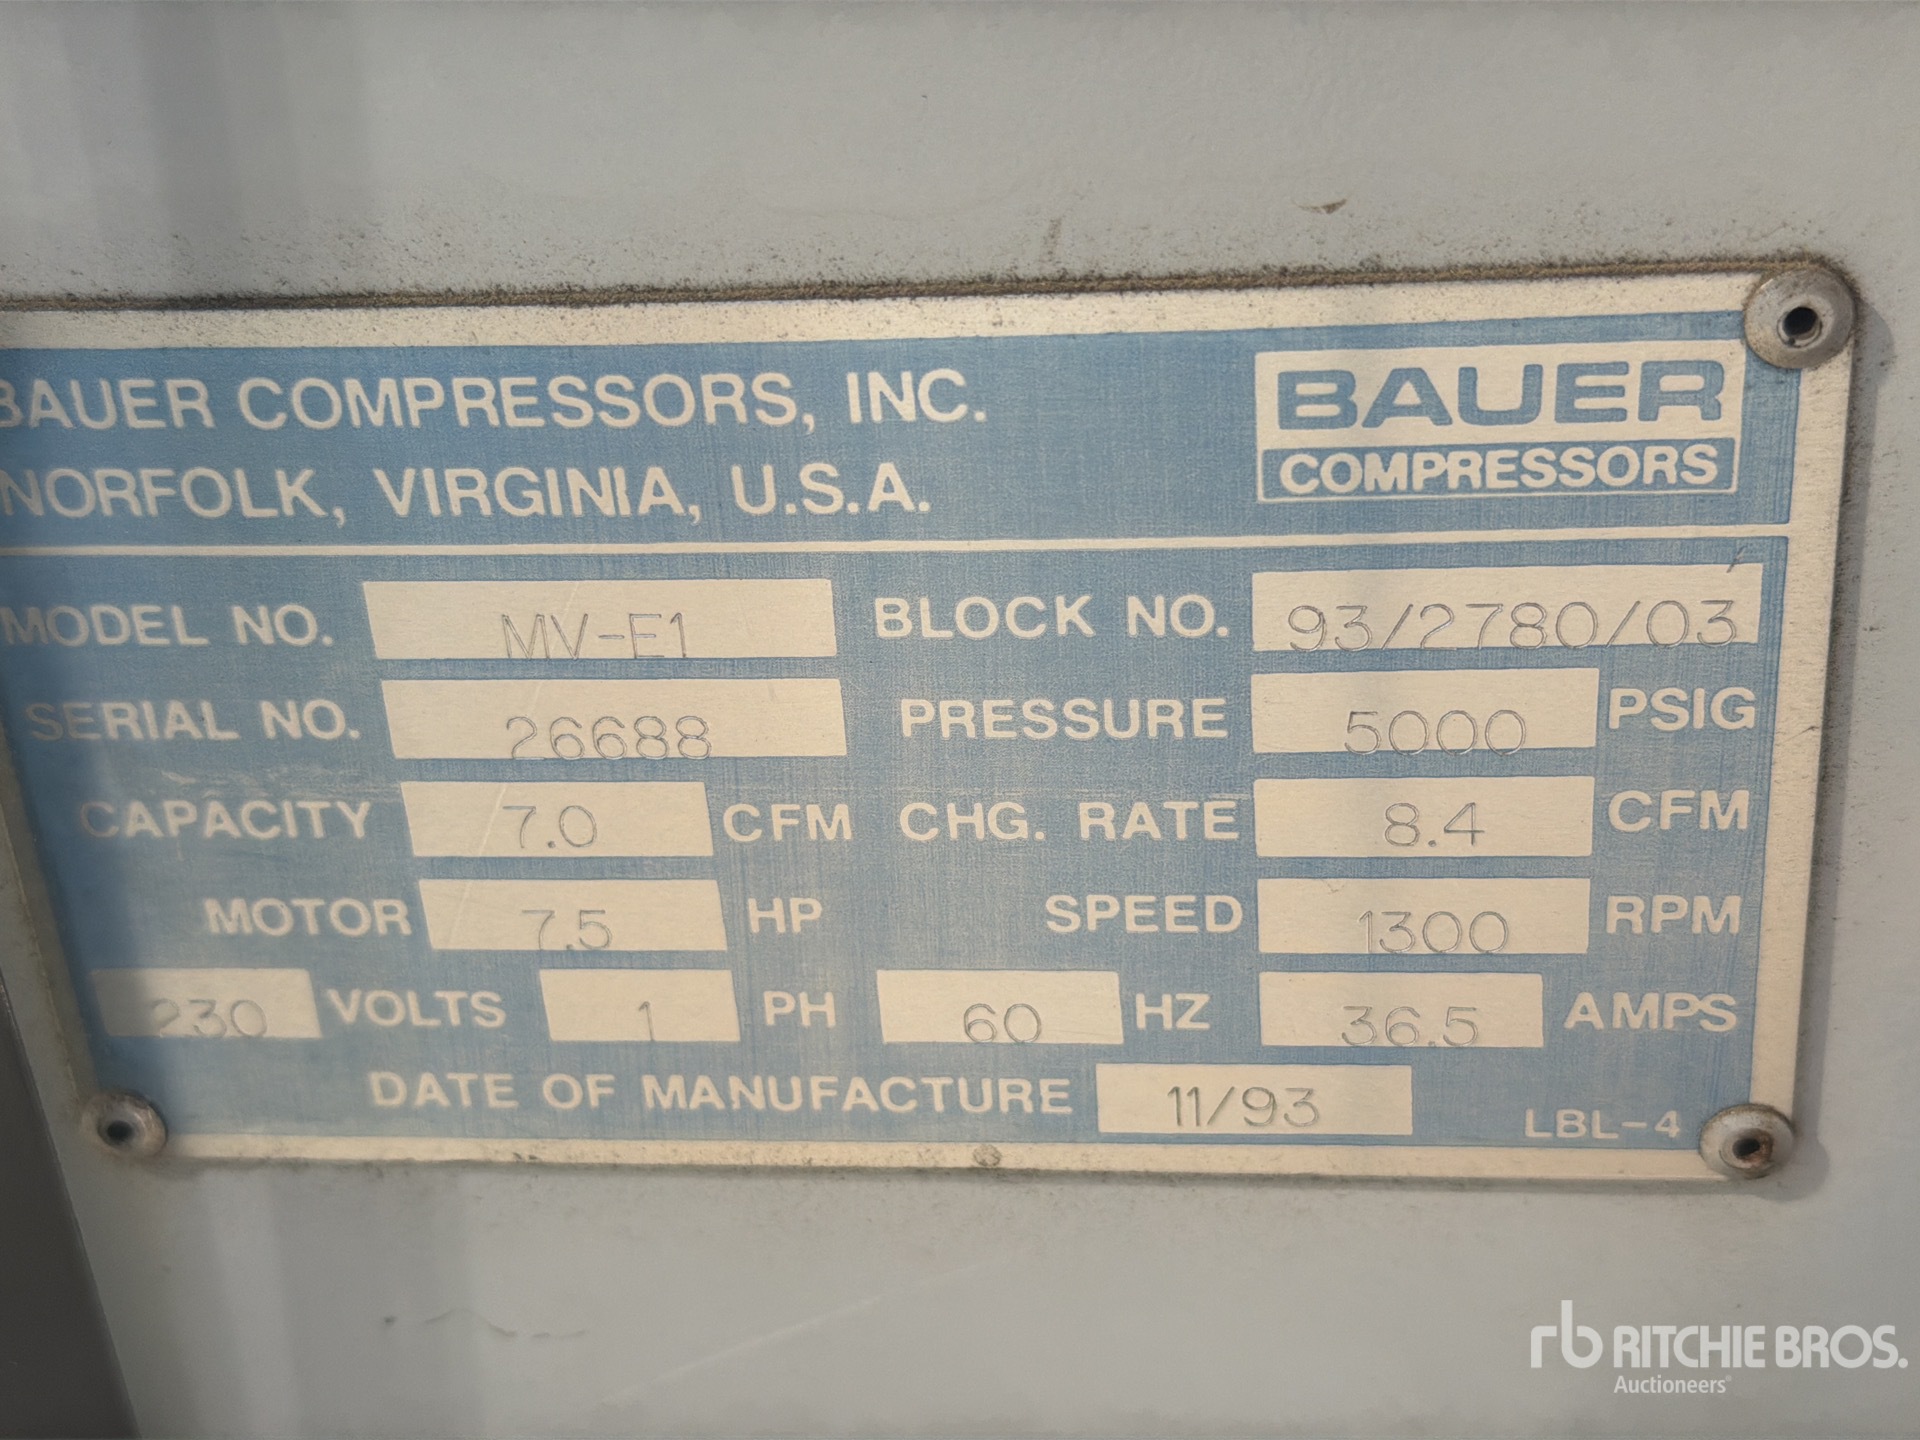 BAUER COMPRESSORS, INC.
NORFOLK, VIRGINIA, U.S.A.
BAUER
COMPRESSORS
MODEL NO. MV-E1 BLOCK NO. 93/2780/03
SERIAL NO. 26688 PRESSURE 5000 PSIG
CAPACITY 7.0 CFM CHG. RATE 8.4 CFM
MOTOR 7.5 HP SPEED 1300 RPM
230 VOLTS 1 PH 60 HZ 36.5 AMPS
DATE OF MANUFACTURE 11/93 LBL-4
rb RITCHIE BROS.
Auctioneers